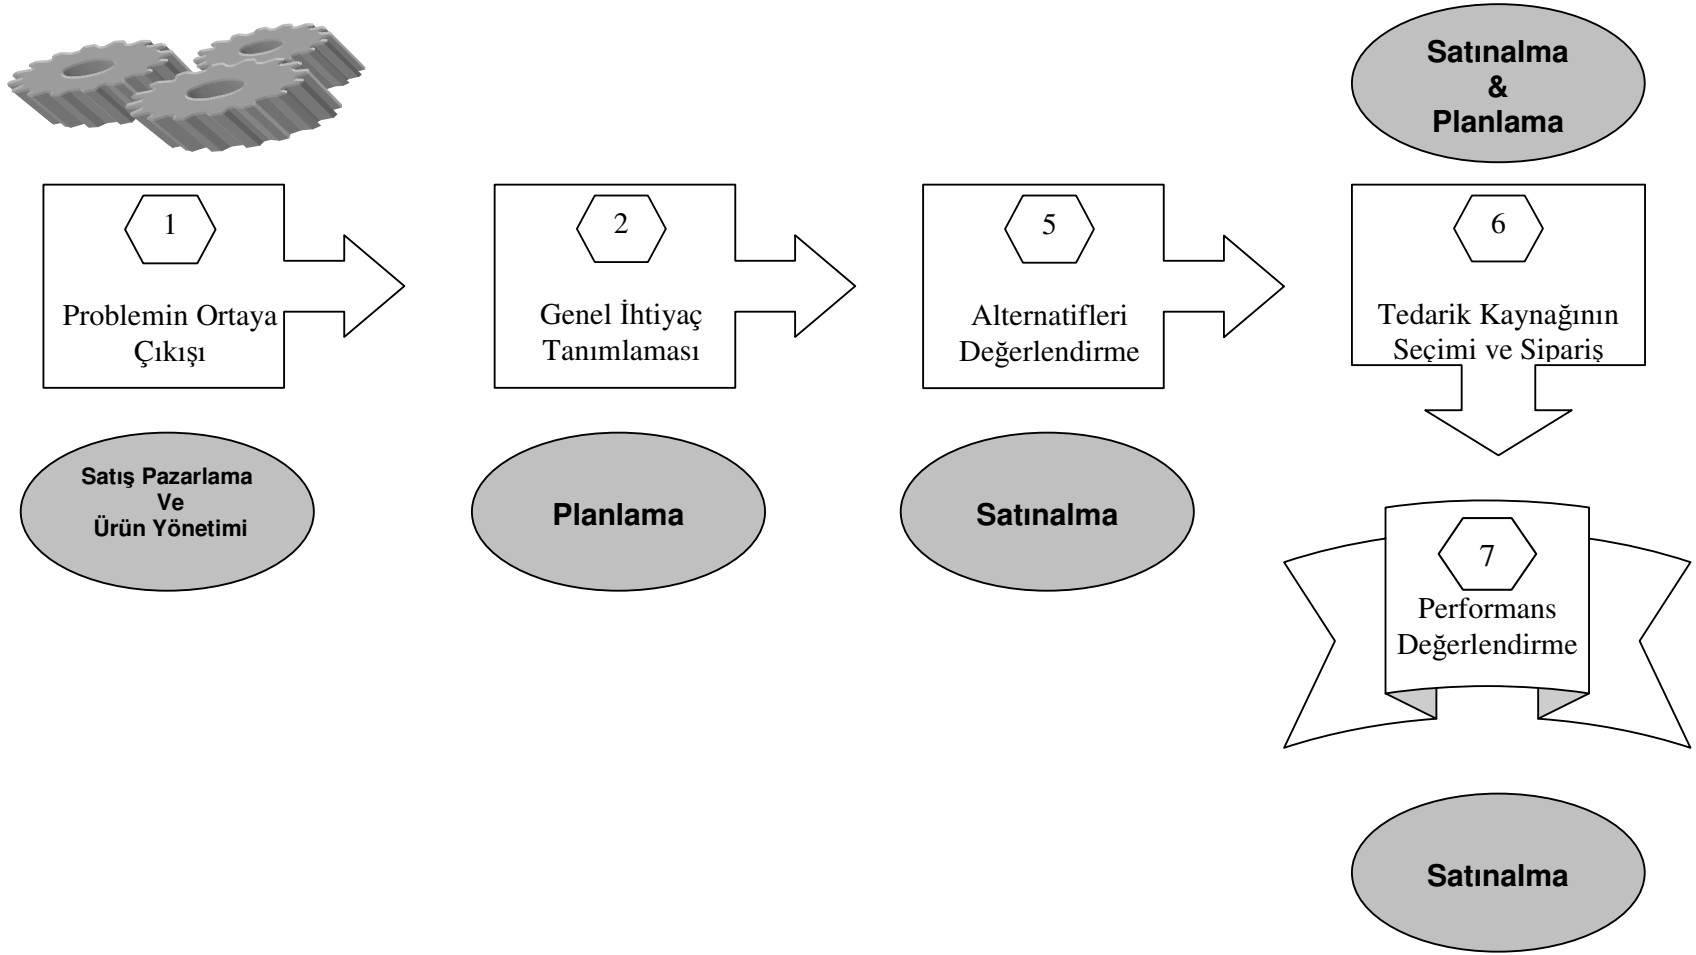 Satınalma
&
Planlama
1
Problemin Ortaya
Çıkışı
2
Genel İhtiyaç
Tanımlaması
5
Alternatifleri
Değerlendirme
6
Tedarik Kaynağının
Seçimi ve Sipariş
Satış Pazarlama
Ve
Ürün Yönetimi
Planlama
Satınalma
7
Performans
Değerlendirme
Satınalma